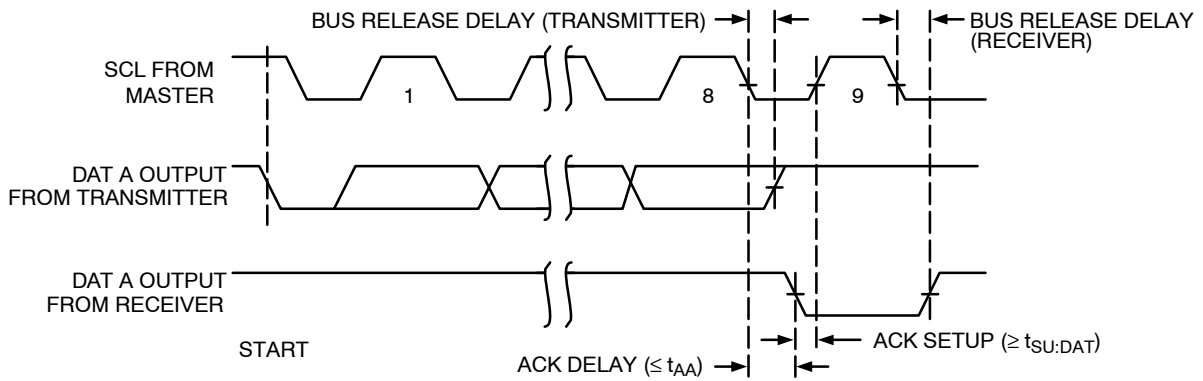 BUS RELEASE DELAY (TRANSMITTER)
BUS RELEASE DELAY
(RECEIVER)
SCL FROM
MASTER
1
8
9
DAT A OUTPUT
FROM TRANSMITTER
DAT A OUTPUT
FROM RECEIVER
START
ACK SETUP (≥ tSU:DAT)
ACK DELAY (≤ tAA)